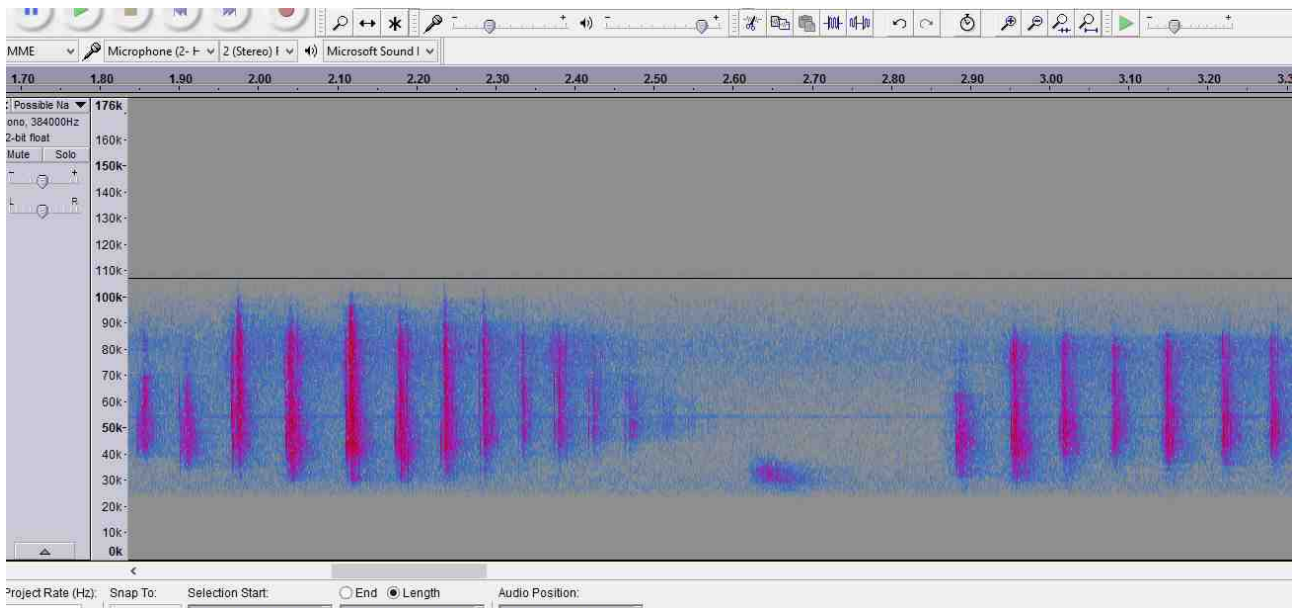 MME Microphone (2- H 2 (Stereo) I Microsoft Sound I
1.70 1.80 1.90 2.00 2.10 2.20 2.30 2.40 2.50 2.60 2.70 2.80 2.90 3.00 3.10 3.20 3.3
Possible Na
ono, 384000Hz
2-bit float
Mute Solo
- +
L R
176k
160k-
150k-
140k-
130k-
120k-
110k-
100k-
90k-
80k-
70k-
60k-
50k-
40k-
30k-
20k-
10k-
0k
Project Rate (Hz): Snap To: Selection Start: End Length Audio Position: